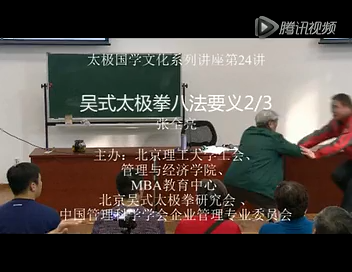 腾讯视频
太极国学文化系列讲座第24讲
吴式太极拳八法要义2/3
张全亮
主办：北京理工大学工会、
管理与经济学院、
MBA教育中心
北京吴式太极拳研究会 、
中国管理科学学会企业管理专业委员会